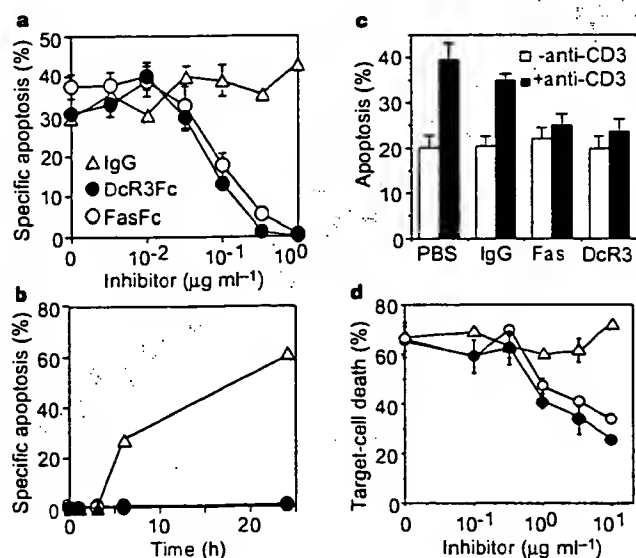 a
Specific apoptosis (%)
50
40
30
20
10
0
IgG
DcR3Fc
FasFc
0 10⁻² 10⁻¹ 10⁰
Inhibitor (µg ml⁻¹)
b
Specific apoptosis (%)
80
60
40
20
0
0 10 20
Time (h)
c
Apoptosis (%)
40
30
20
10
0
-anti-CD3
+anti-CD3
PBS IgG Fas DcR3
d
Target-cell death (%)
80
60
40
20
0
0 10⁻¹ 10⁰ 10¹
Inhibitor (µg ml⁻¹)